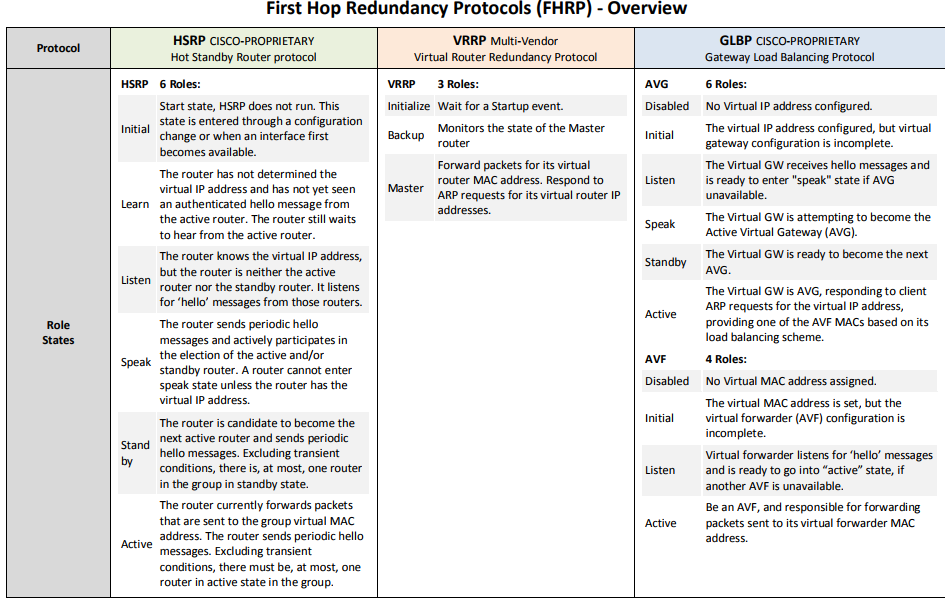 First Hop Redundancy Protocols (FHRP) - Overview
Protocol
HSRP CISCO-PROPRIETARY
Hot Standby Router protocol
VRRP Multi-Vendor
Virtual Router Redundancy Protocol
GLBP CISCO-PROPRIETARY
Gateway Load Balancing Protocol
Role
States
HSRP 6 Roles:
Initial
Start state, HSRP does not run. This
state is entered through a configuration
change or when an interface first
becomes available.
Learn
The router has not determined the
virtual IP address and has not yet seen
an authenticated hello message from
the active router. The router still waits
to hear from the active router.
Listen
The router knows the virtual IP address,
but the router is neither the active
router nor the standby router. It listens
for ‘hello’ messages from those routers.
Speak
The router sends periodic hello
messages and actively participates in
the election of the active and/or
standby router. A router cannot enter
speak state unless the router has the
virtual IP address.
Stand
by
The router is candidate to become the
next active router and sends periodic
hello messages. Excluding transient
conditions, there is, at most, one router
in the group in standby state.
Active
The router currently forwards packets
that are sent to the group virtual MAC
address. The router sends periodic hello
messages. Excluding transient
conditions, there must be, at most, one
router in active state in the group.
VRRP 3 Roles:
Initialize Wait for a Startup event.
Backup
Monitors the state of the Master
router
Master
Forward packets for its virtual
router MAC address. Respond to
ARP requests for its virtual router IP
addresses.
AVG 6 Roles:
Disabled No Virtual IP address configured.
Initial
The virtual IP address configured, but virtual
gateway configuration is incomplete.
Listen
The Virtual GW receives hello messages and
is ready to enter "speak" state if AVG
unavailable.
Speak
The Virtual GW is attempting to become the
Active Virtual Gateway (AVG).
Standby
The Virtual GW is ready to become the next
AVG.
Active
The Virtual GW is AVG, responding to client
ARP requests for the virtual IP address,
providing one of the AVF MACs based on its
load balancing scheme.
AVF 4 Roles:
Disabled No Virtual MAC address assigned.
Initial
The virtual MAC address is set, but the
virtual forwarder (AVF) configuration is
incomplete.
Listen
Virtual forwarder listens for ‘hello’ messages
and is ready to go into “active” state, if
another AVF is unavailable.
Active
Be an AVF, and responsible for forwarding
packets sent to its virtual forwarder MAC
address.